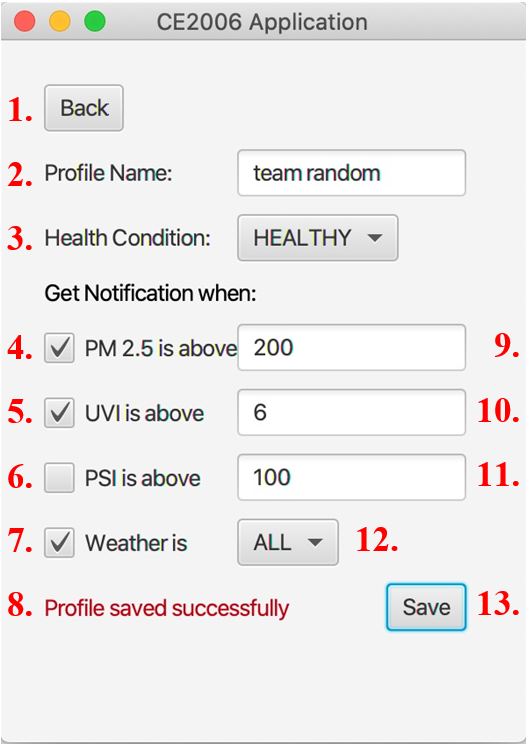 CE2006 Application
1. Back
2. Profile Name: team random
3. Health Condition: HEALTHY
Get Notification when:
4. PM 2.5 is above 200 9.
5. UVI is above 6 10.
6. PSI is above 100 11.
7. Weather is ALL 12.
8. Profile saved successfully Save 13.